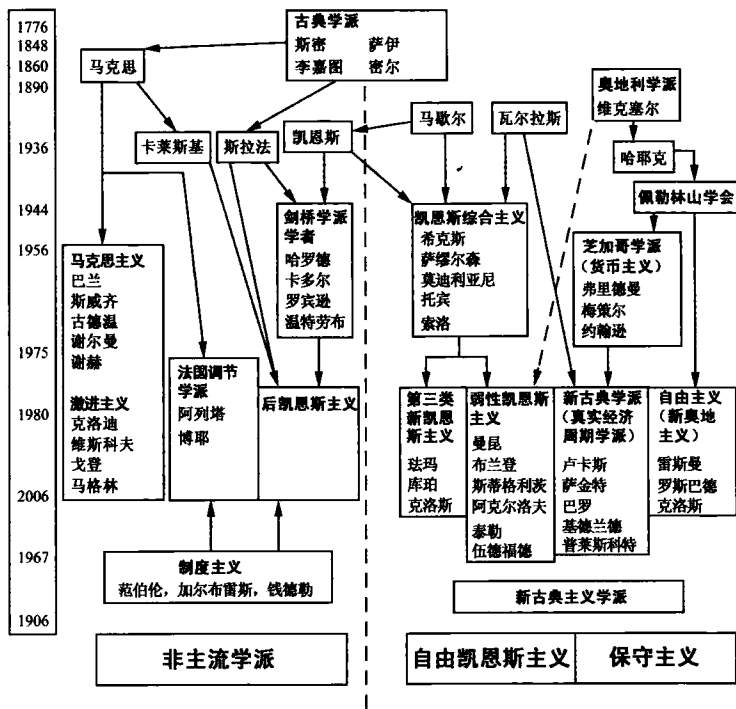 1776
1848
1860
1890
1936
1944
1956
1975
1980
2006
1967
1906
古典学派
斯密 萨伊
李嘉图 密尔
马克思
奥地利学派
维克塞尔
卡莱斯基
斯拉法
凯恩斯
马歇尔
瓦尔拉斯
哈耶克
佩勒林山学会
剑桥学派
学者
哈罗德
卡多尔
罗宾逊
温特劳布
凯恩斯综合主义
希克斯
萨缪尔森
莫迪利亚尼
托宾
索洛
芝加哥学派
(货币主义)
弗里德曼
梅策尔
约翰逊
马克思主义
巴兰
斯威齐
古德温
谢尔曼
谢赫
激进主义
克洛迪
维斯科夫
戈登
马格林
法国调节
学派
阿列塔
博耶
后凯恩斯主义
第三类
新凯恩
斯主义
珐玛
库珀
克洛斯
弱性凯恩斯
主义
曼昆
布兰登
斯蒂格利茨
阿克尔洛夫
泰勒
伍德福德
新古典学派
(真实经济
周期学派)
卢卡斯
萨金特
巴罗
基德兰德
普莱斯科特
自由主义
(新奥地
主义)
雷斯曼
罗斯巴德
克洛斯
制度主义
范伯伦，加尔布雷斯，钱德勒
新古典主义学派
非主流学派
自由凯恩斯主义
保守主义